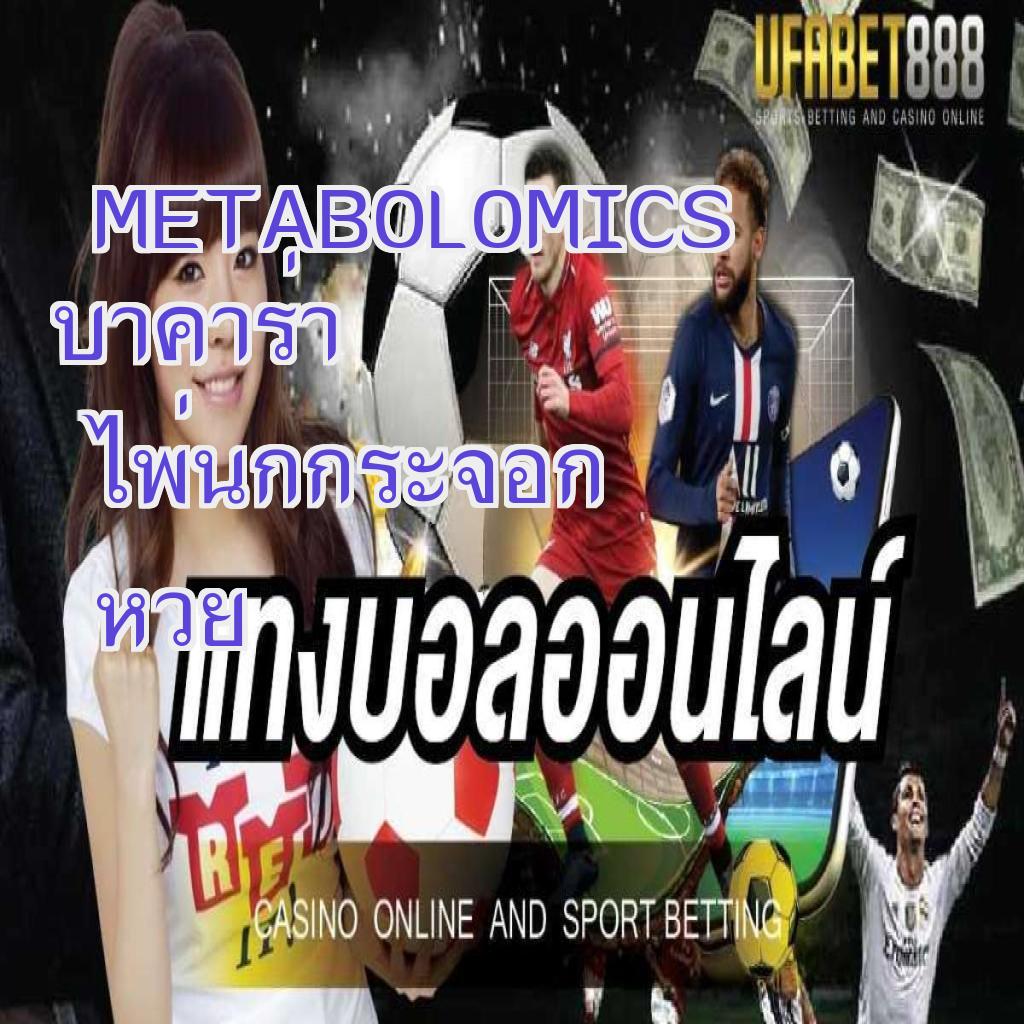 UFABET888
SPORTS BETTING AND CASINO ONLINE
METABOLOMICS
บาคาร่า
ไพ่นกกระจอก
หวย
แทงบอลออนไลน์
CASINO ONLINE AND SPORT BETTING